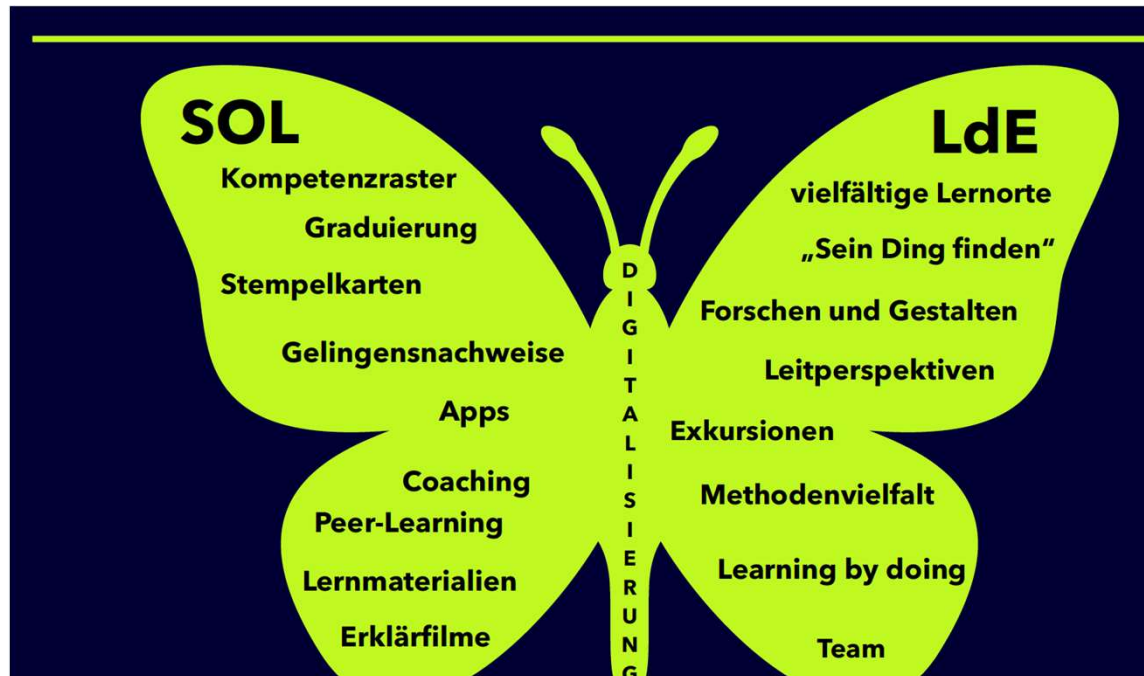 SOL
Kompetenzraster
Graduierung
Stempelkarten
Gelingensnachweise
Apps
Coaching
Peer-Learning
Lernmaterialien
Erklärfilme
DIGITALISIERUNG
LdE
vielfältige Lernorte
„Sein Ding finden“
Forschen und Gestalten
Leitperspektiven
Exkursionen
Methodenvielfalt
Learning by doing
Team